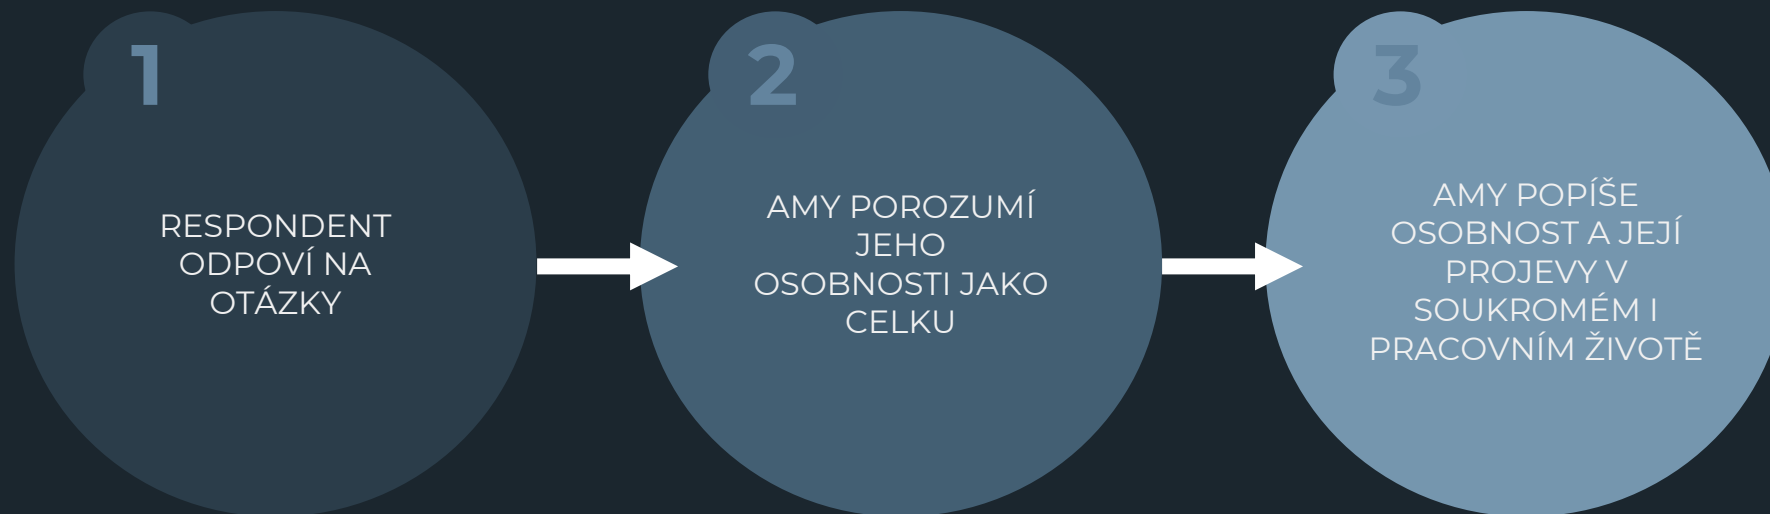 1
RESPONDENT
ODPOVÍ NA
OTÁZKY
2
AMY POROZUMÍ
JEHO
OSOBNOSTI JAKO
CELKU
3
AMY POPÍŠE
OSOBNOST A JEJÍ
PROJEVY V
SOUKROMÉM I
PRACOVNÍM ŽIVOTĚ